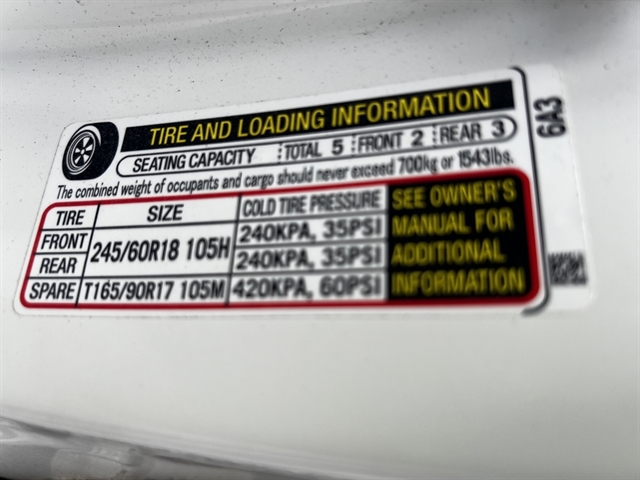 TIRE AND LOADING INFORMATION
SEATING CAPACITY TOTAL 5 FRONT 2 REAR 3
The combined weight of occupants and cargo should never exceed 700kg or 1543lbs.
TIRE SIZE COLD TIRE PRESSURE
FRONT 245/60R18 105H 240KPA, 35PSI
REAR 240KPA, 35PSI
SPARE T165/90R17 105M 420KPA, 60PSI
SEE OWNER'S
MANUAL FOR
ADDITIONAL
INFORMATION
6A3